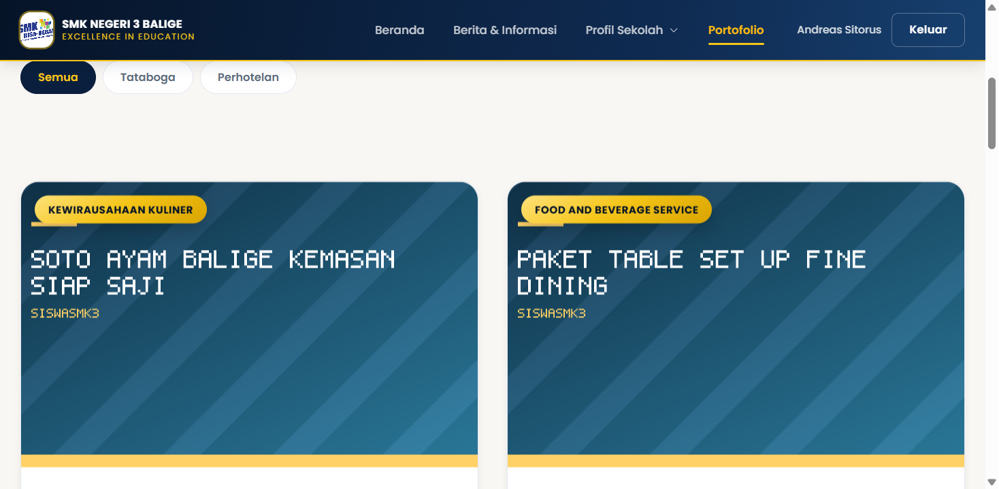 SMK
BISA-HEBAT
SMK NEGERI 3 BALIGE
EXCELLENCE IN EDUCATION
Beranda
Berita & Informasi
Profil Sekolah
Portofolio
Andreas Sitorus
Keluar
Semua
Tataboga
Perhotelan
KEWIRAUSAHAAN KULINER
SOTO AYAM BALIGE KEMASAN
SIAP SAJI
SISWASMK3
FOOD AND BEVERAGE SERVICE
PAKET TABLE SET UP FINE
DINING
SISWASMK3